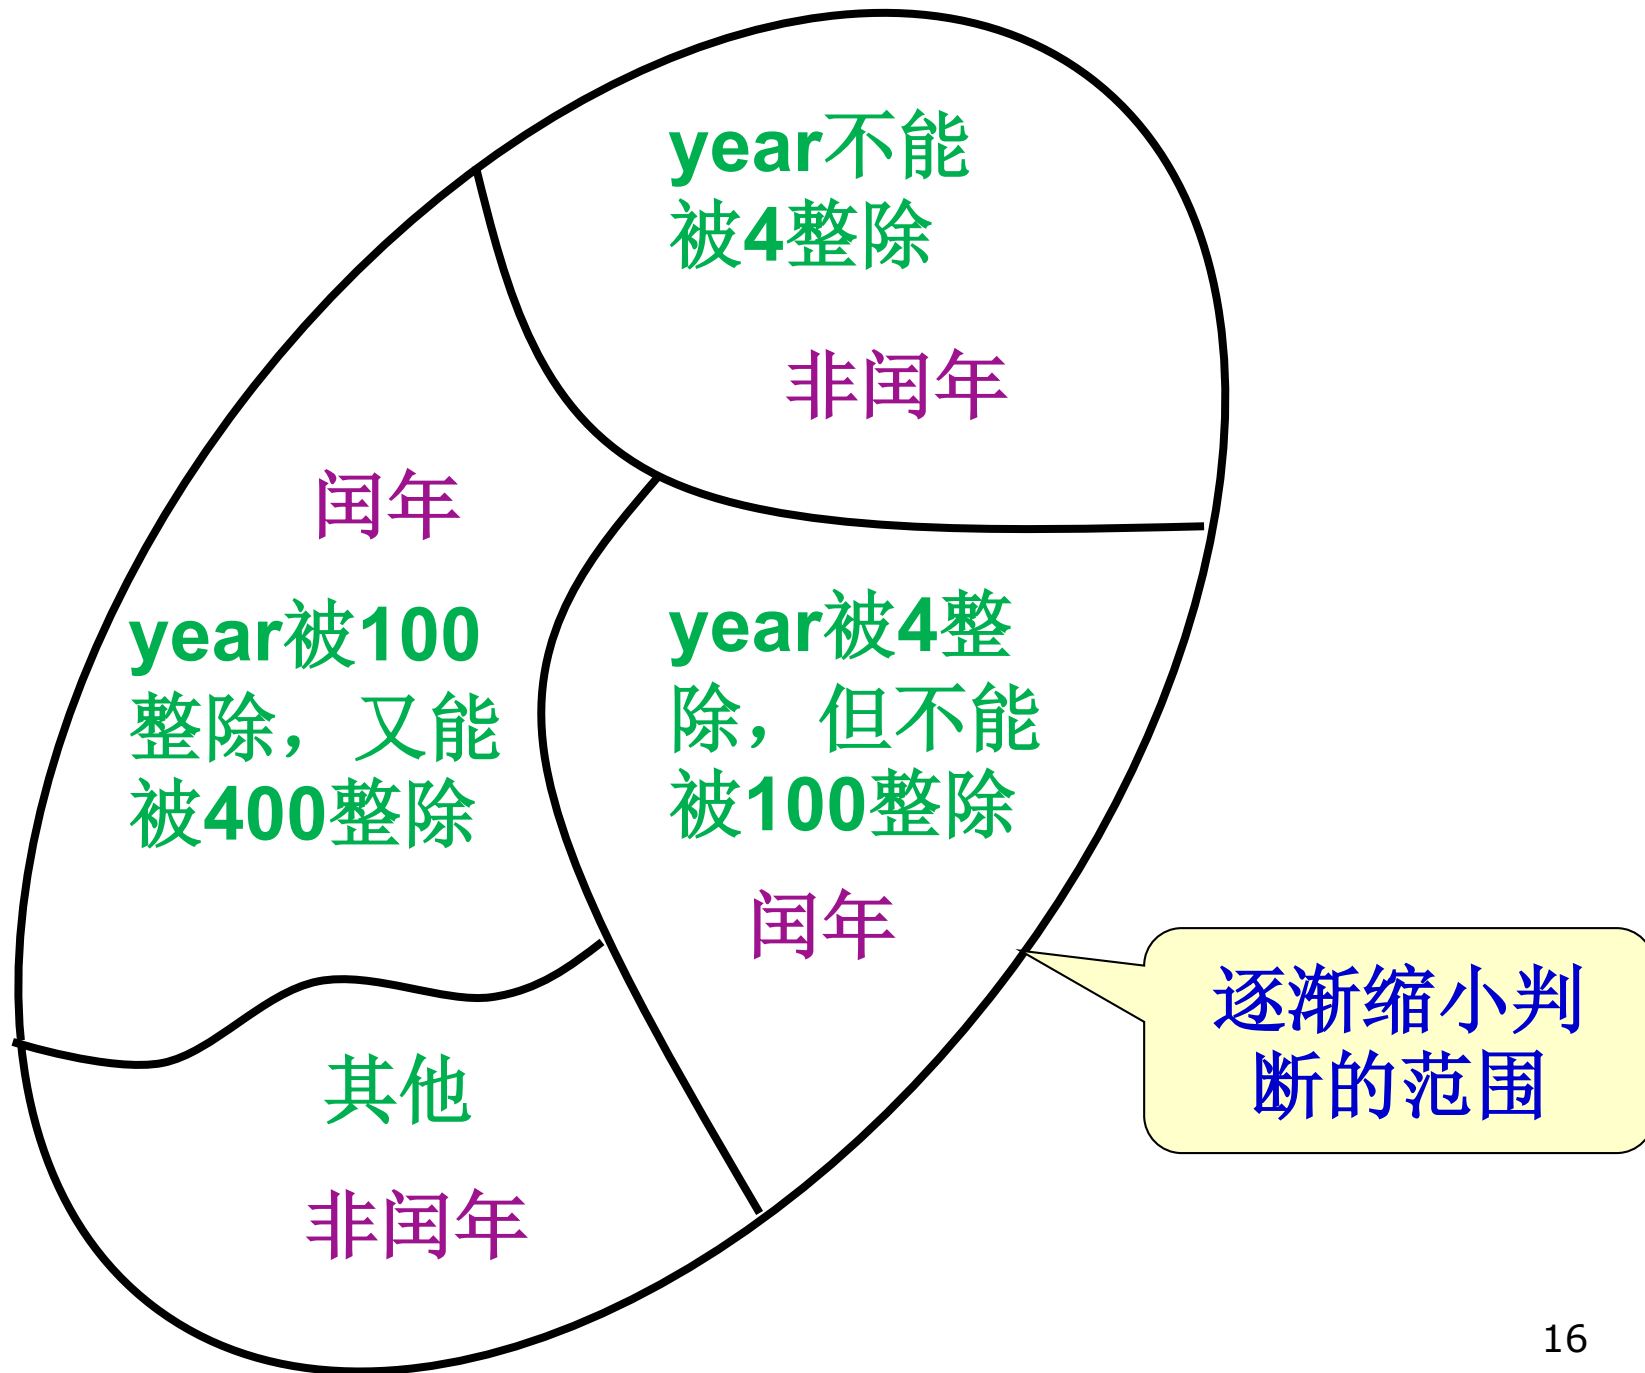 year不能
被4整除
非闰年
闰年
year被100
整除，又能
被400整除
year被4整
除，但不能
被100整除
闰年
逐渐缩小判
断的范围
其他
非闰年
16